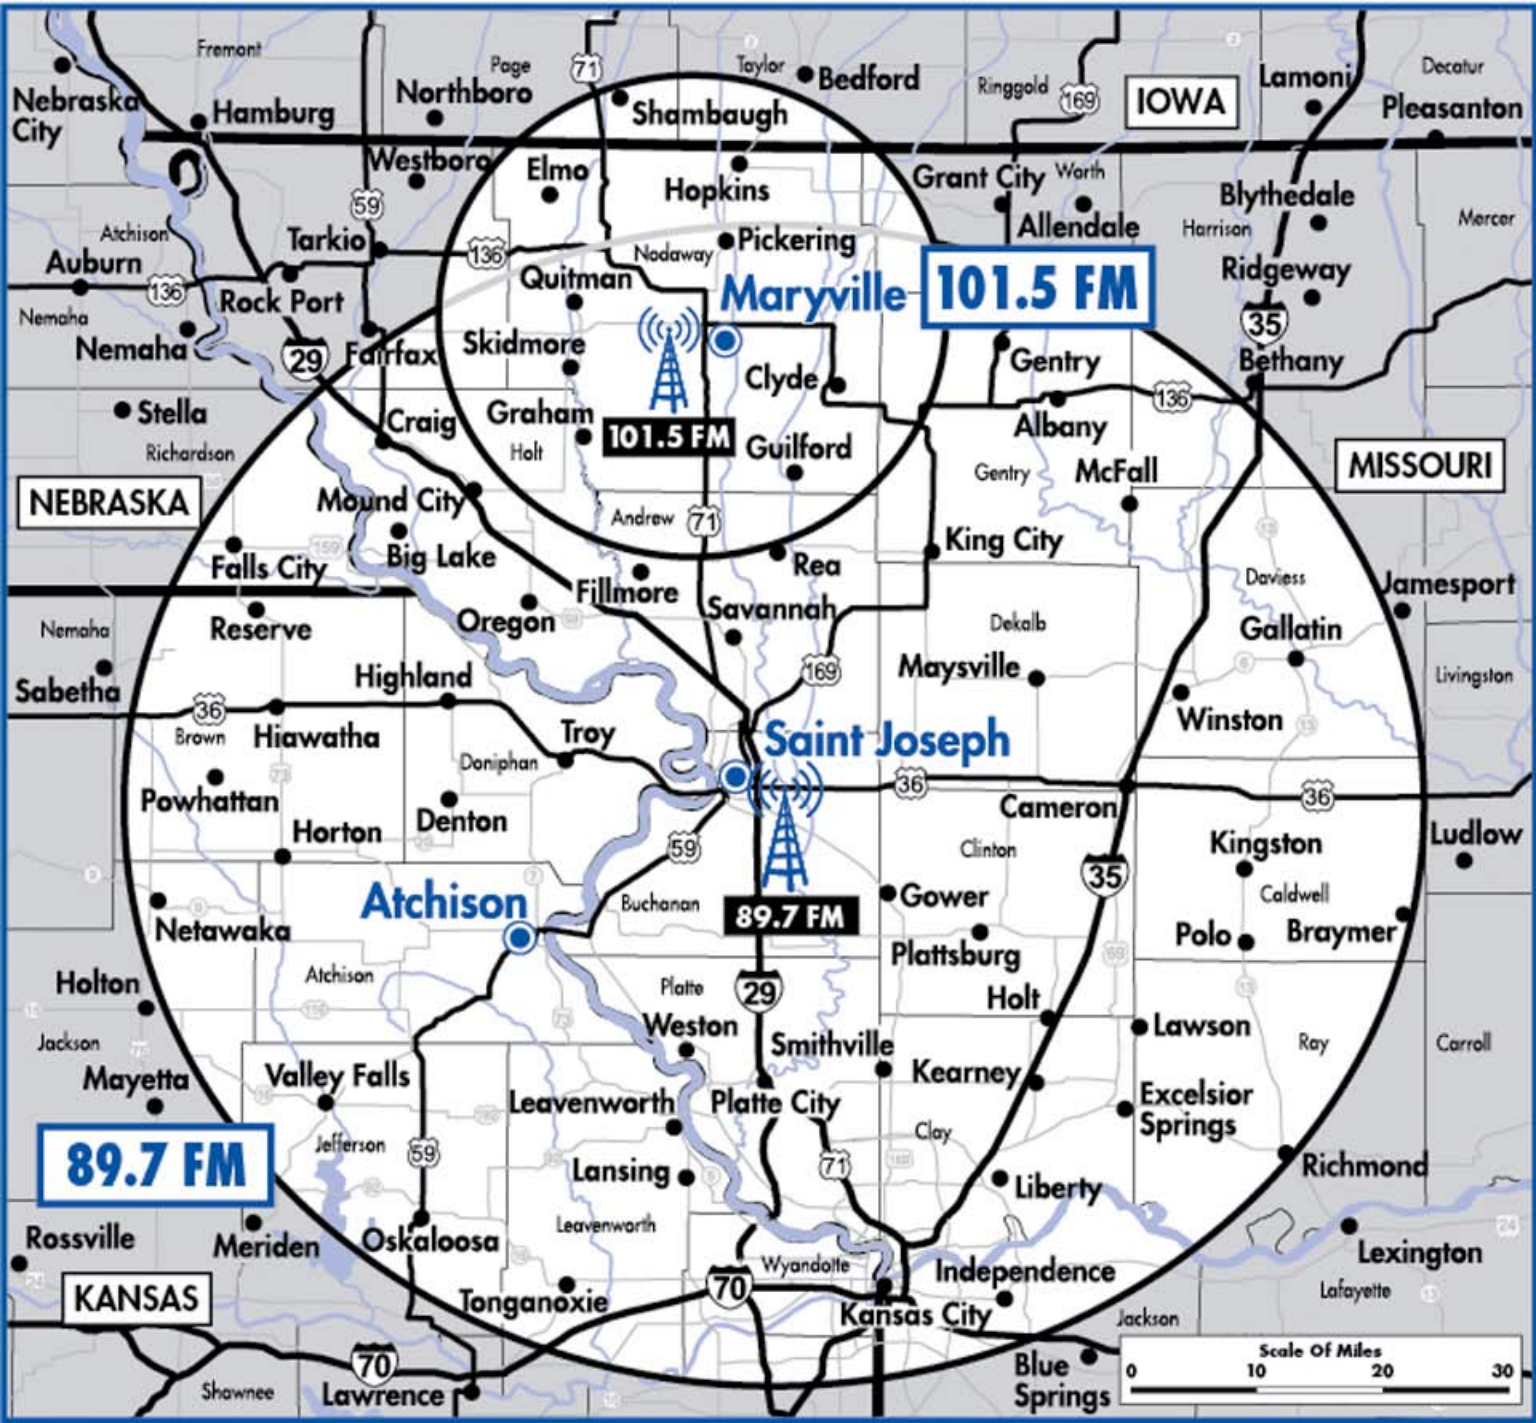 Fremont
Page
71
Taylor
Bedford
Ringgold
169
IOWA
Lamoni
Decatur
Nebraska
City
Hamburg
Northboro
Shambaugh
Pleasanton
Westboro
Elmo
Hopkins
Grant City
Worth
Blythedale
59
Atchison
Tarkio
136
Nodaway
Pickering
Allendale
Harrison
Mercer
Auburn
136
Rock Port
Quitman
Maryville
101.5 FM
Ridgeway
Nemaha
Nemaha
29
Fairfax
Skidmore
Clyde
Gentry
35
Bethany
Stella
Craig
Graham
101.5 FM
Guilford
Albany
136
Richardson
Holt
Gentry
McFall
MISSOURI
NEBRASKA
Mound City
Andrew
71
King City
159
Falls City
Big Lake
Fillmore
Rea
Daviess
Jamesport
Nemaha
Reserve
Oregon
Savannah
Dekalb
Gallatin
Sabetha
Highland
169
Maysville
6
Livingston
36
Brown
Hiawatha
Troy
Saint Joseph
Winston
13
Doniphan
73
Powhattan
Denton
36
Cameron
36
Horton
59
Clinton
Kingston
Ludlow
Atchison
Buchanan
89.7 FM
Gower
35
Caldwell
Netawaka
Plattsburg
Polo
Braymer
69
Holton
Atchison
Platte
29
Holt
13
Jackson
Weston
Smithville
Lawson
Ray
Carroll
Mayetta
Valley Falls
Kearney
Leavenworth
Platte City
Excelsior
Springs
89.7 FM
Jefferson
59
Lansing
71
Clay
Richmond
Liberty
Rossville
Meriden
Oskaloosa
Leavenworth
Lexington
24
24
KANSAS
Tonganoxie
70
Wyandotte
Independence
Lafayette
13
Kansas City
Jackson
70
Shawnee
Lawrence
Blue
Springs
Scale Of Miles
0 10 20 30